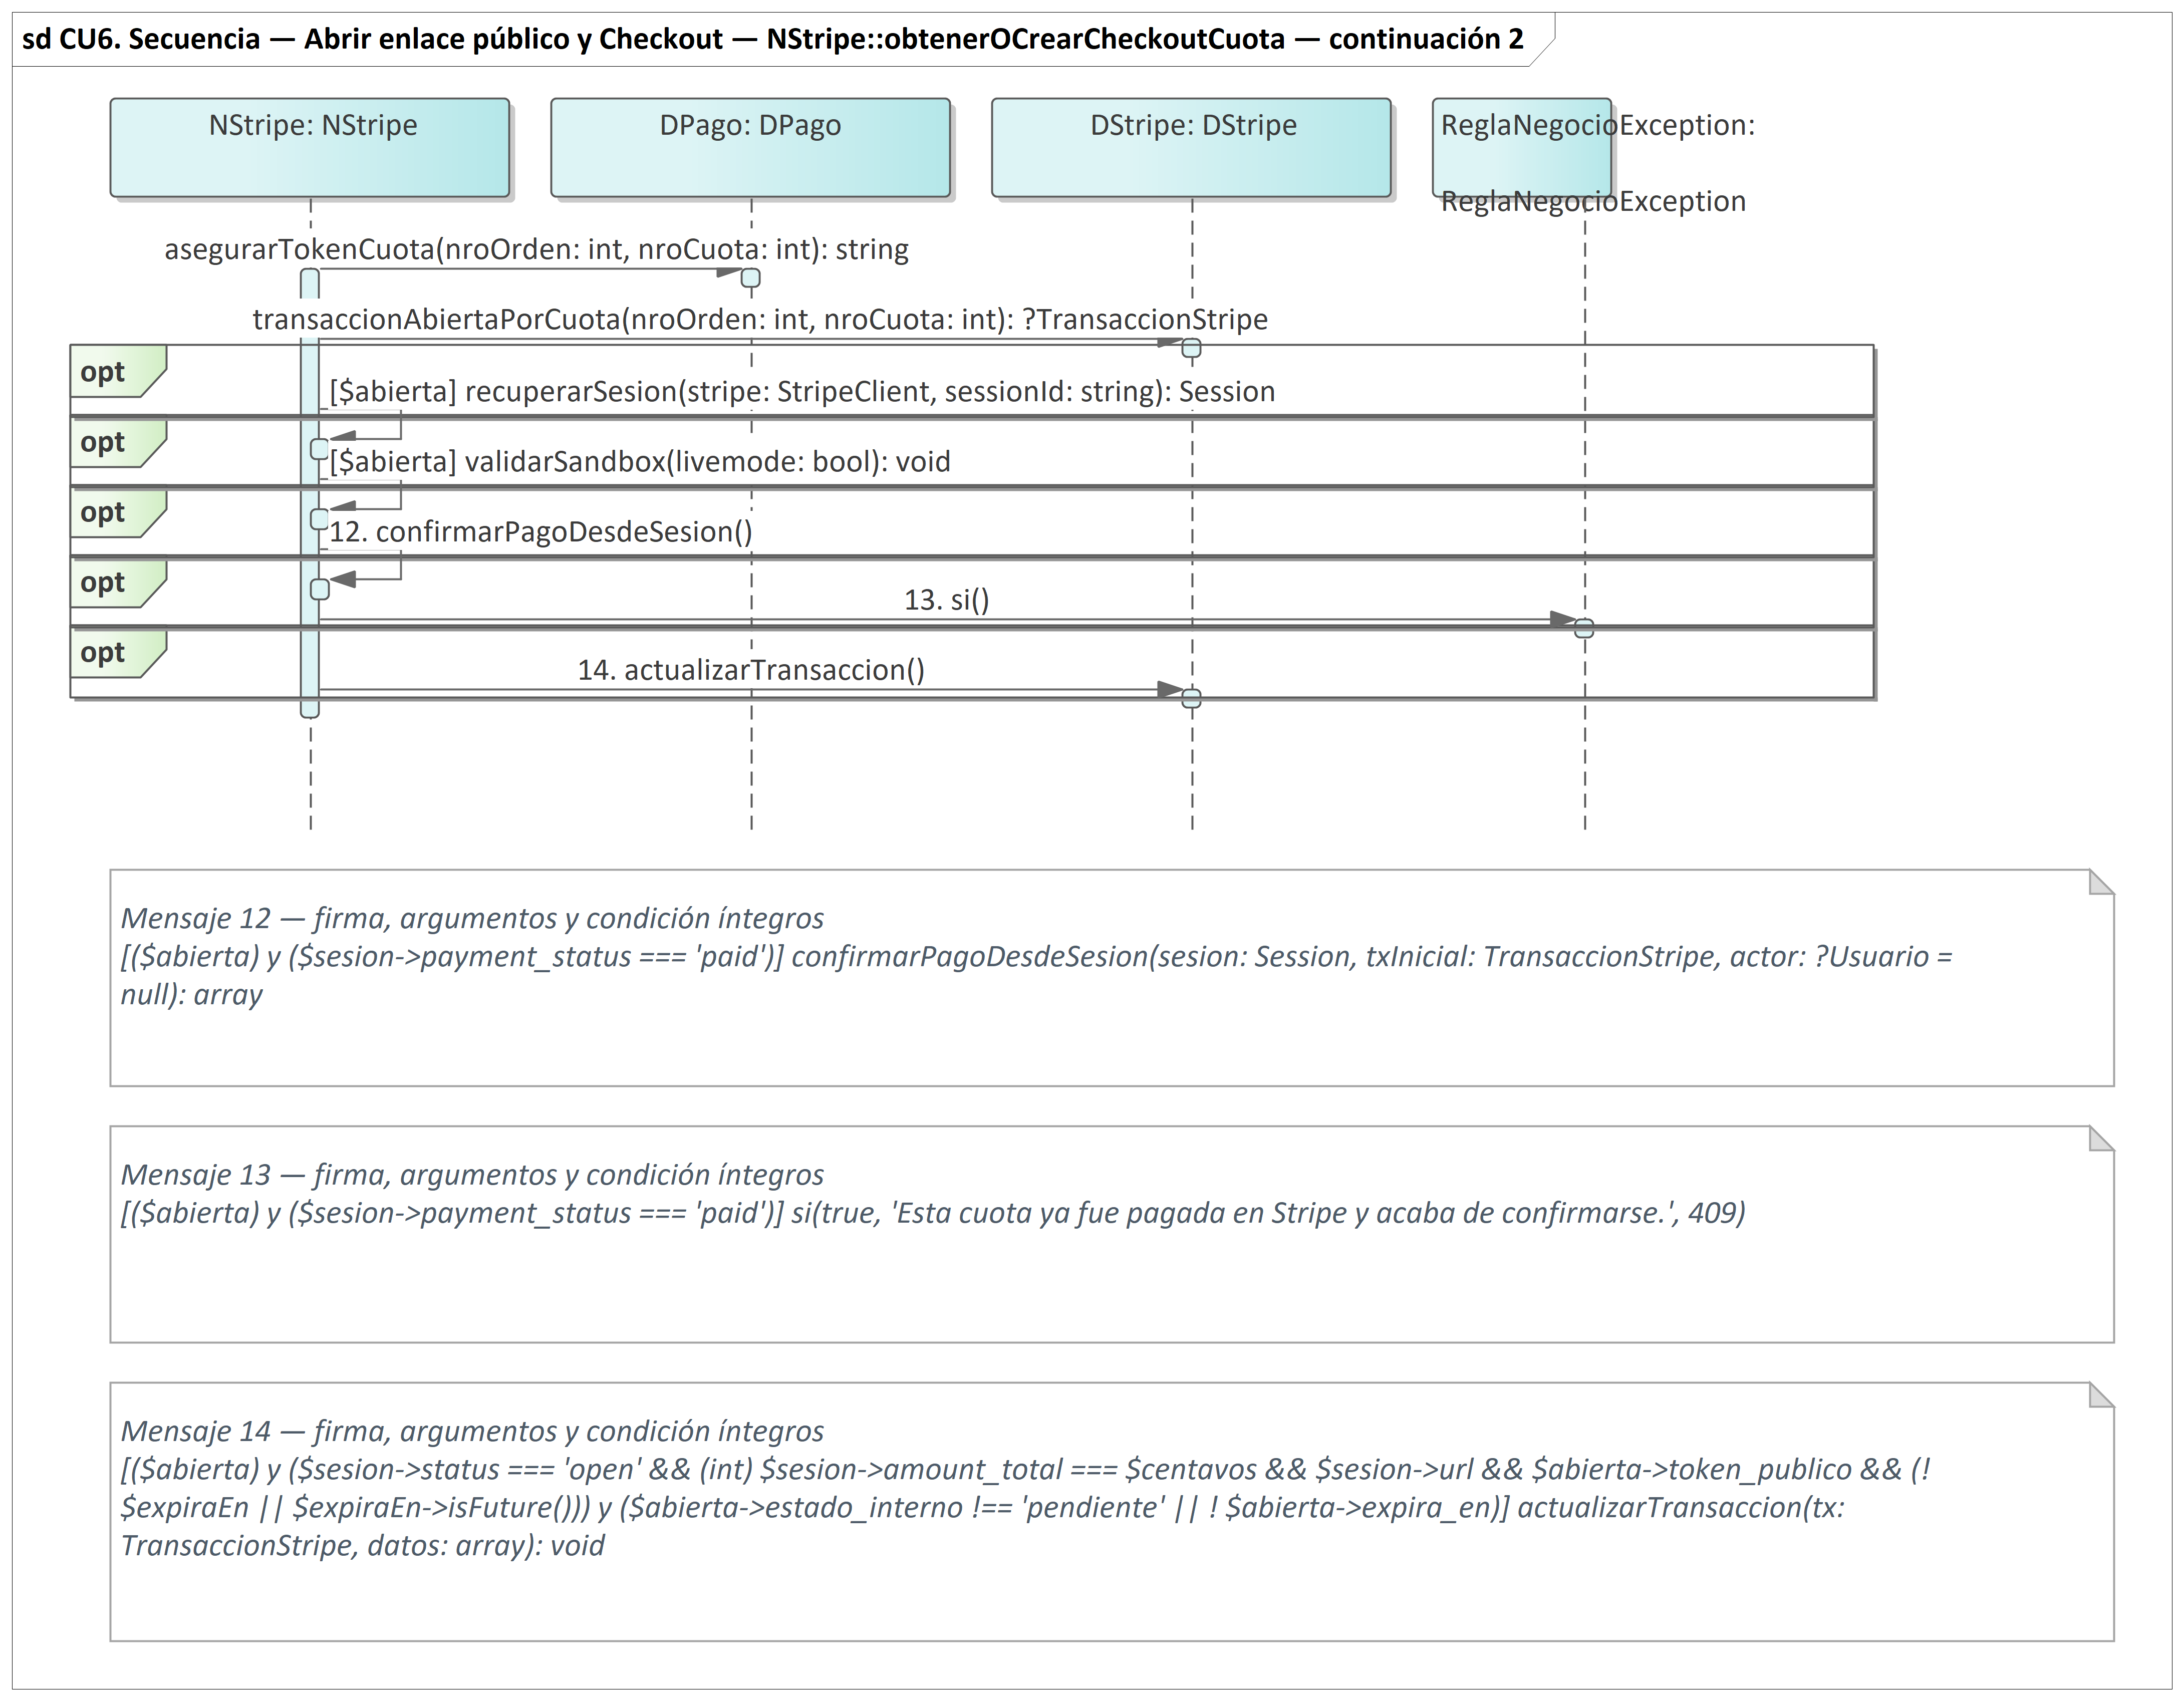 sd CU6. Secuencia — Abrir enlace público y Checkout — NStripe::obtenerOCrearCheckoutCuota — continuación 2
NStripe: NStripe
DPago: DPago
DStripe: DStripe
ReglaNegocioException:
ReglaNegocioException
asegurarTokenCuota(nroOrden: int, nroCuota: int): string
transaccionAbiertaPorCuota(nroOrden: int, nroCuota: int): ?TransaccionStripe
opt
[$abierta] recuperarSesion(stripe: StripeClient, sessionId: string): Session
opt
[$abierta] validarSandbox(livemode: bool): void
opt
12. confirmarPagoDesdeSesion()
opt
13. si()
opt
14. actualizarTransaccion()
Mensaje 12 — firma, argumentos y condición íntegros
[($abierta) y ($sesion->payment_status === 'paid')] confirmarPagoDesdeSesion(sesion: Session, txInicial: TransaccionStripe, actor: ?Usuario =
null): array
Mensaje 13 — firma, argumentos y condición íntegros
[($abierta) y ($sesion->payment_status === 'paid')] si(true, 'Esta cuota ya fue pagada en Stripe y acaba de confirmarse.', 409)
Mensaje 14 — firma, argumentos y condición íntegros
[($abierta) y ($sesion->status === 'open' && (int) $sesion->amount_total === $centavos && $sesion->url && $abierta->token_publico && (!
$expiraEn || $expiraEn->isFuture())) y ($abierta->estado_interno !== 'pendiente' || ! $abierta->expira_en)] actualizarTransaccion(tx:
TransaccionStripe, datos: array): void